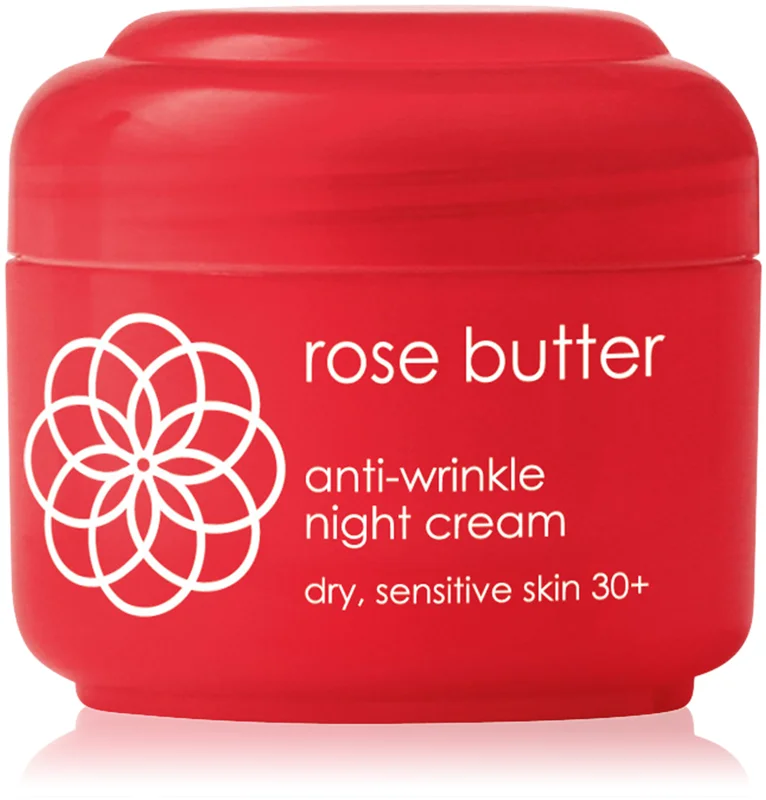 rose butter
anti-wrinkle
night cream
dry, sensitive skin 30+